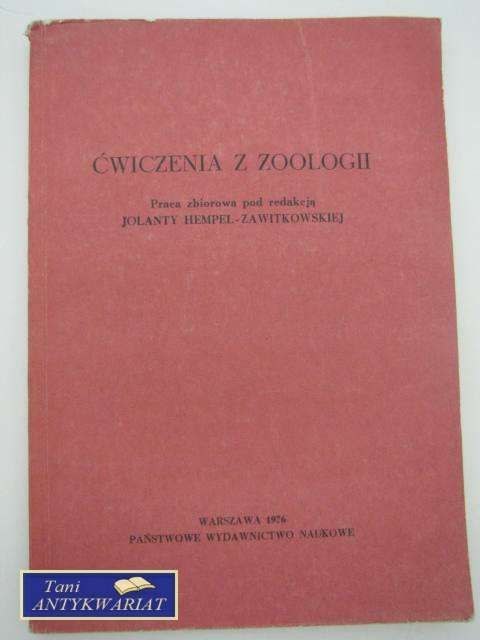 ĆWICZENIA Z ZOOLOGII
Praca zbiorowa pod redakcją
JOLANTY HEMPEL-ZAWITKOWSKIEJ
WARSZAWA 1976
PAŃSTWOWE WYDAWNICTWO NAUKOWE
Tani
ANTYKWARIAT